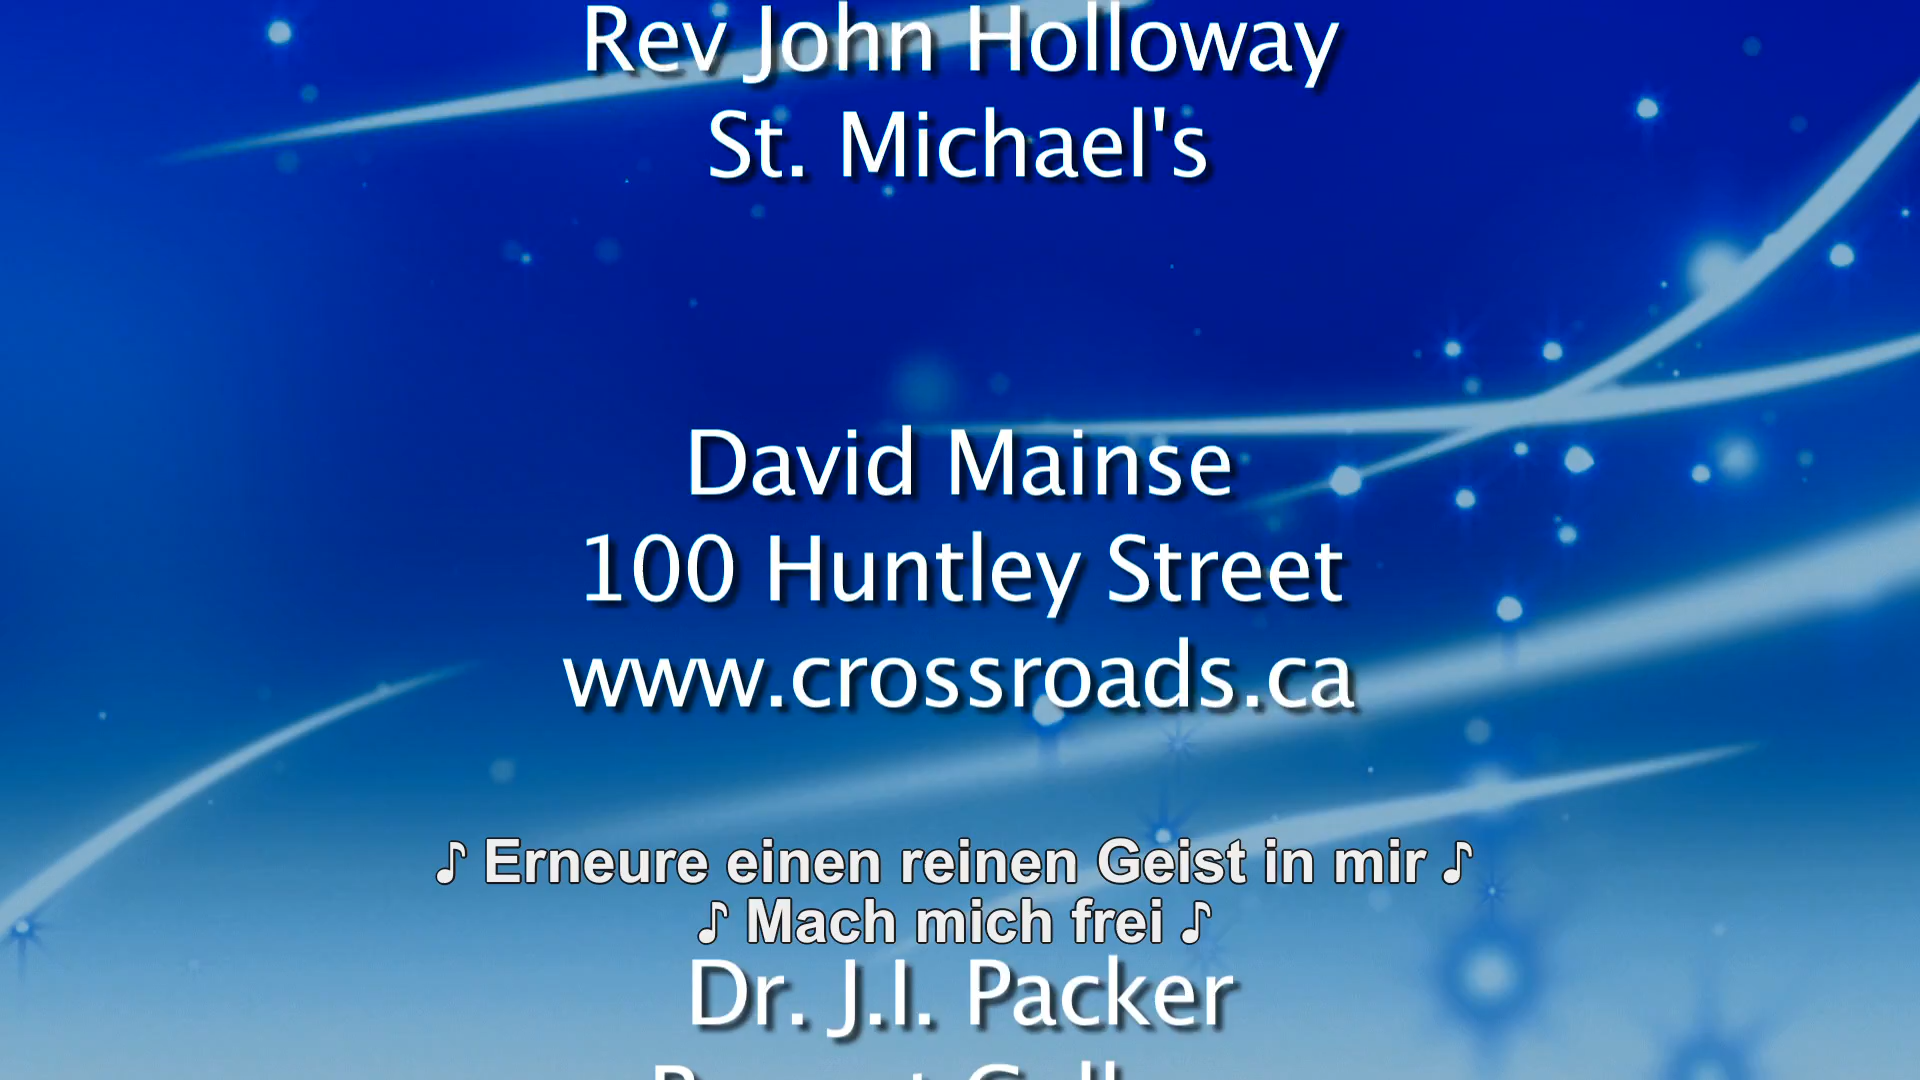 Rev John Holloway
St. Michael's
David Mainse
100 Huntley Street
www.crossroads.ca
♪ Erneure einen reinen Geist in mir ♪
♪ Mach mich frei ♪
Dr. J.I. Packer